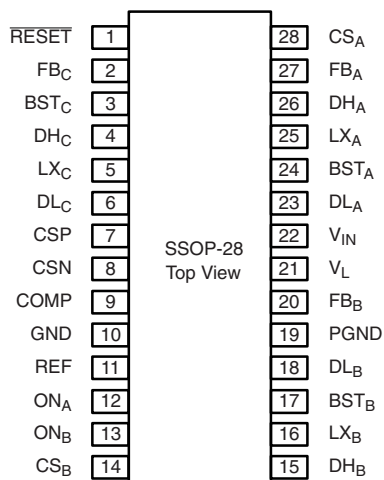 RESET 1 28 CSA
FBC 2 27 FBA
BSTC 3 26 DHA
DHC 4 25 LXA
LXC 5 24 BSTA
DLC 6 23 DLA
CSP 7 22 VIN
CSN 8 21 VL
SSOP-28
Top View
COMP 9 20 FBB
GND 10 19 PGND
REF 11 18 DLB
ONA 12 17 BSTB
ONB 13 16 LXB
CSB 14 15 DHB